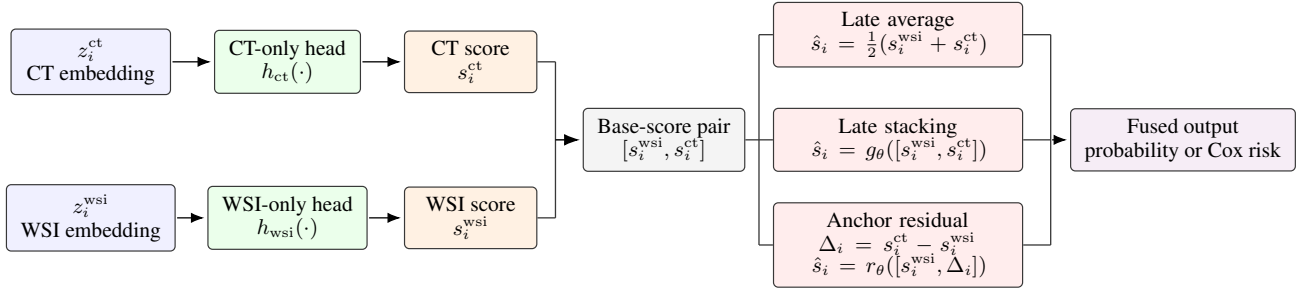 z_i^ct
CT embedding
CT-only head
h_ct(·)
CT score
s_i^ct
z_i^wsi
WSI embedding
WSI-only head
h_wsi(·)
WSI score
s_i^wsi
Base-score pair
[s_i^wsi, s_i^ct]
Late average
ŝ_i = 1/2(s_i^wsi + s_i^ct)
Late stacking
ŝ_i = g_θ([s_i^wsi, s_i^ct])
Anchor residual
Δ_i = s_i^ct − s_i^wsi
ŝ_i = r_θ([s_i^wsi, Δ_i])
Fused output
probability or Cox risk